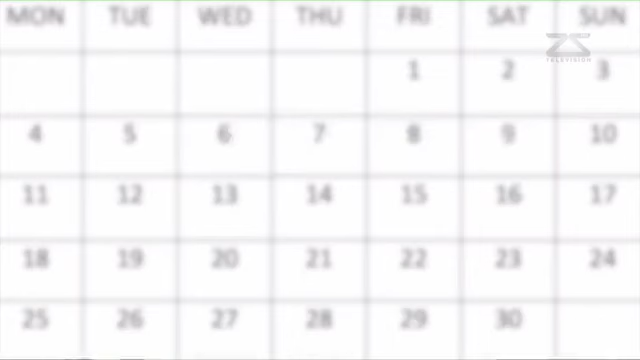 MON TUE WED THU FRI SAT SUN
1 2 3
TELEVISION
4 5 6 7 8 9 10
11 12 13 14 15 16 17
18 19 20 21 22 23 24
25 26 27 28 29 30